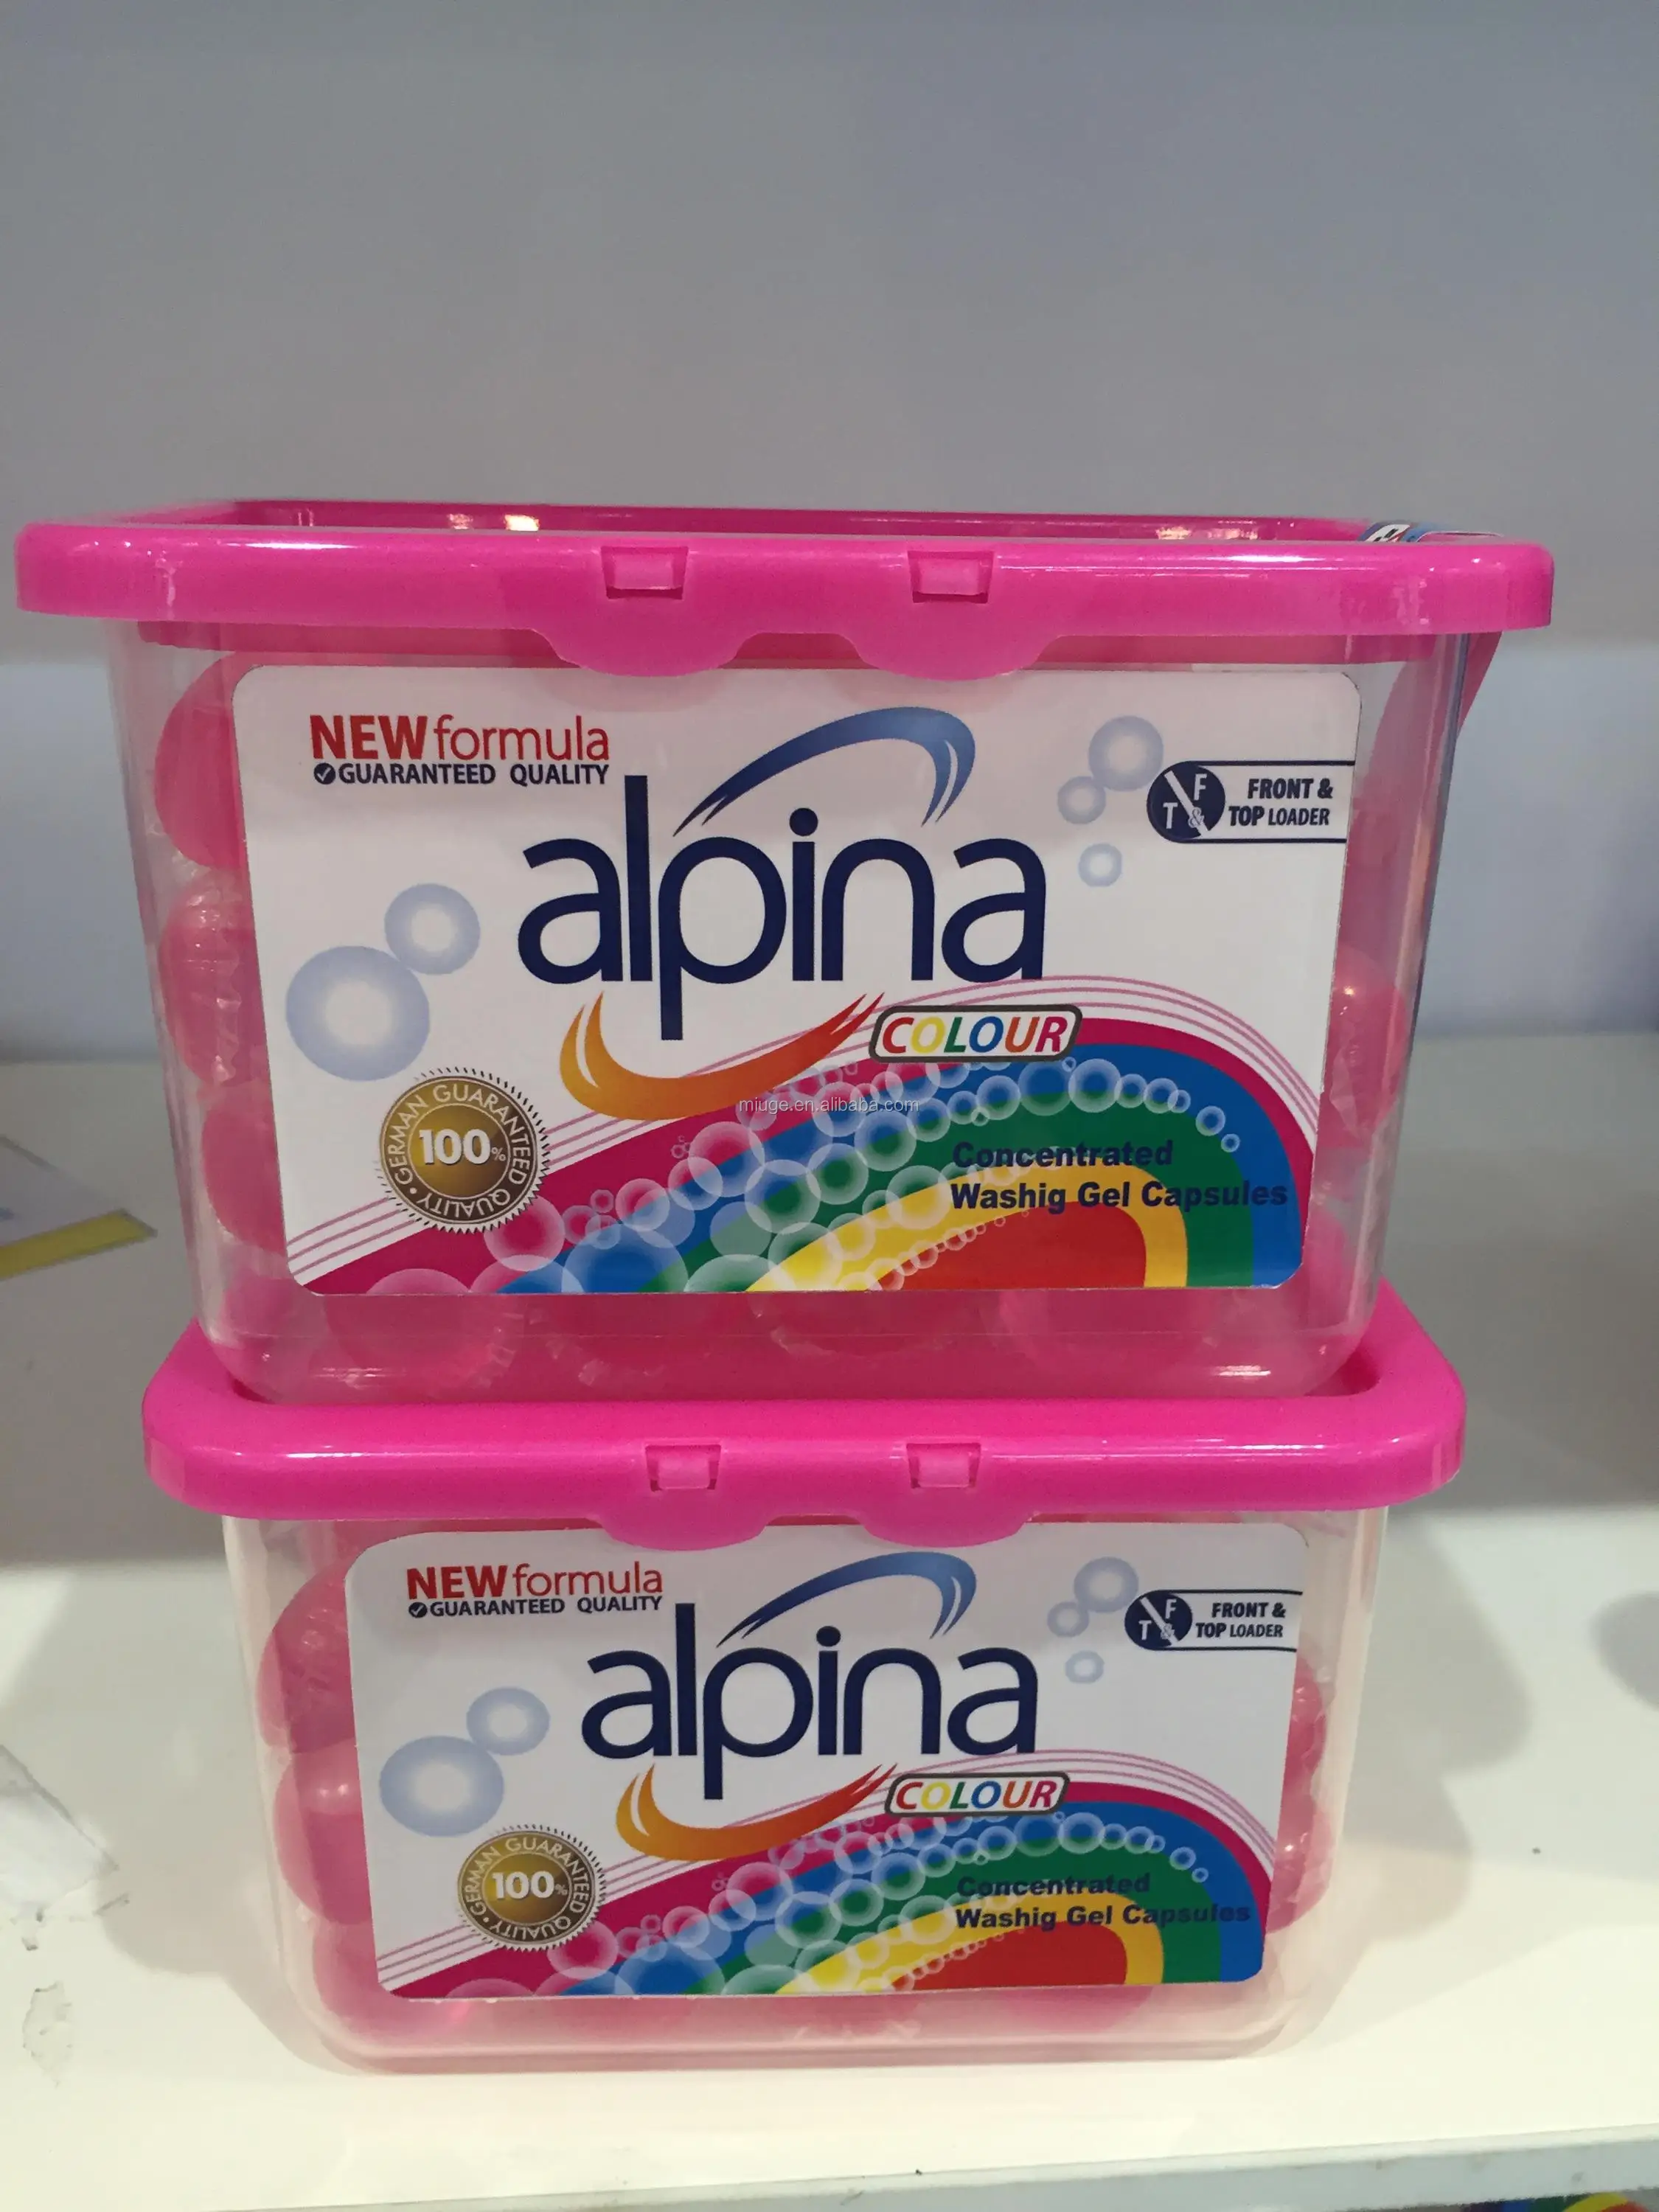 NEW formula
GUARANTEED QUALITY
alpina
FRONT &
TOP LOADER
T & F
COLOUR
GERMAN GUARANTEED QUALITY
100%
miuge.en.alibaba.com
Concentrated
Washig Gel Capsules
NEW formula
GUARANTEED QUALITY
alpina
FRONT &
TOP LOADER
T & F
COLOUR
GERMAN GUARANTEED QUALITY
100%
Concentrated
Washig Gel Capsules